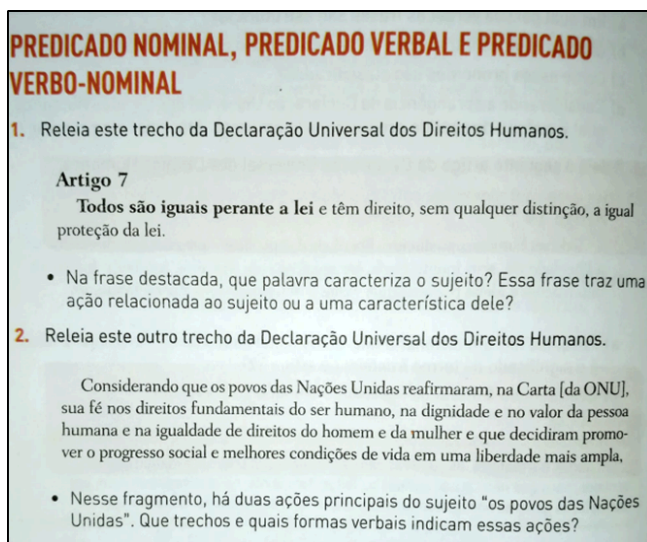 PREDICADO NOMINAL, PREDICADO VERBAL E PREDICADO
VERBO-NOMINAL
1. Releia este trecho da Declaração Universal dos Direitos Humanos.
Artigo 7
Todos são iguais perante a lei e têm direito, sem qualquer distinção, a igual
proteção da lei.
• Na frase destacada, que palavra caracteriza o sujeito? Essa frase traz uma
ação relacionada ao sujeito ou a uma característica dele?
2. Releia este outro trecho da Declaração Universal dos Direitos Humanos.
Considerando que os povos das Nações Unidas reafirmaram, na Carta [da ONU],
sua fé nos direitos fundamentais do ser humano, na dignidade e no valor da pessoa
humana e na igualdade de direitos do homem e da mulher e que decidiram promo-
ver o progresso social e melhores condições de vida em uma liberdade mais ampla,
• Nesse fragmento, há duas ações principais do sujeito "os povos das Nações
Unidas". Que trechos e quais formas verbais indicam essas ações?